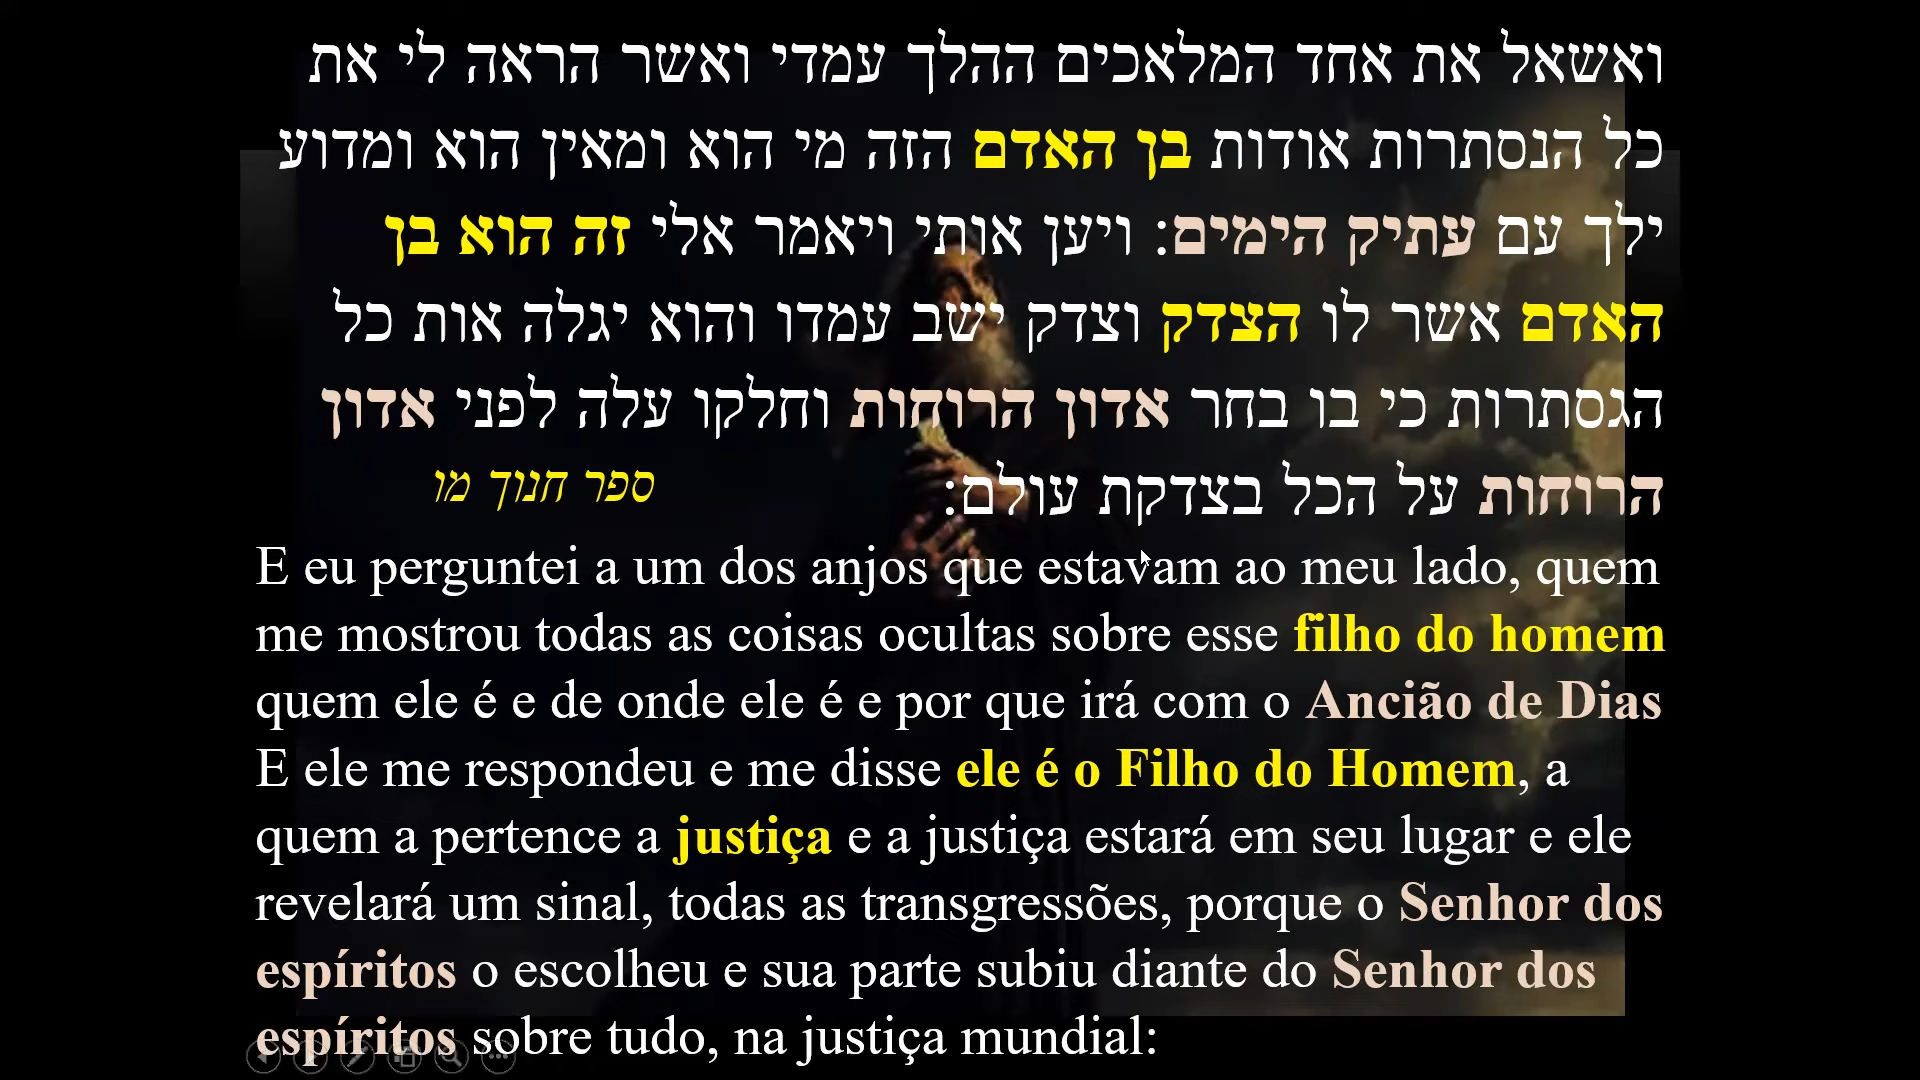 ואשאל את אחד המלאכים ההלך עמדי ואשר הראה לי את
כל הנסתרות אודות בן האדם הזה מי הוא ומאין הוא ומדוע
ילך עם עתיק הימים: ויען אותי ויאמר אלי זה הוא בן
האדם אשר לו הצדק וצדק ישב עמדו והוא יגלה אות כל
הגסתרות כי בו בחר אדון הרוחות וחלקו עלה לפני אדון
הרוחות על הכל בצדקת עולם:
ספר חנוך מו
E eu perguntei a um dos anjos que estavam ao meu lado, quem
me mostrou todas as coisas ocultas sobre esse filho do homem
quem ele é e de onde ele é e por que irá com o Ancião de Dias
E ele me respondeu e me disse ele é o Filho do Homem, a
quem a pertence a justiça e a justiça estará em seu lugar e ele
revelará um sinal, todas as transgressões, porque o Senhor dos
espíritos o escolheu e sua parte subiu diante do Senhor dos
espíritos sobre tudo, na justiça mundial: